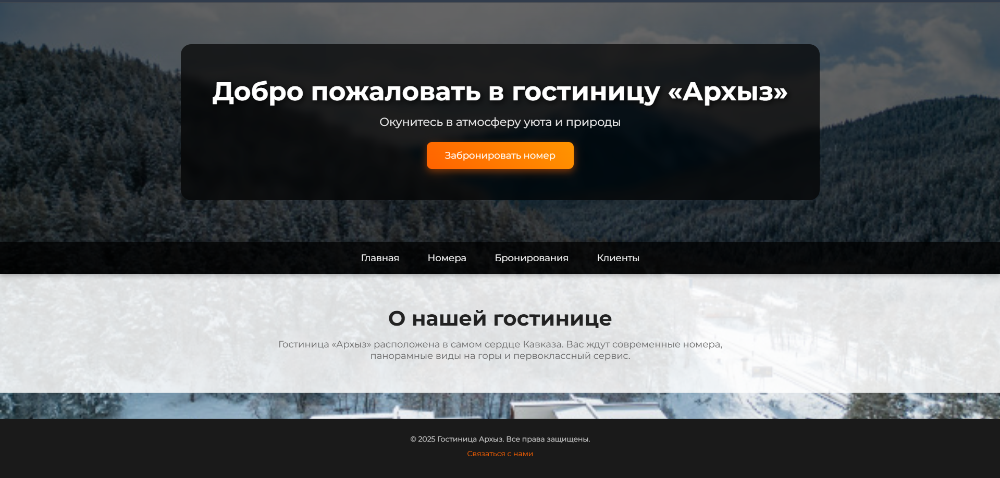 Добро пожаловать в гостиницу «Архыз»
Окунитесь в атмосферу уюта и природы
Забронировать номер
Главная Номера Бронирования Клиенты
О нашей гостинице
Гостиница «Архыз» расположена в самом сердце Кавказа. Вас ждут современные номера,
панорамные виды на горы и первоклассный сервис.
© 2025 Гостиница Архыз. Все права защищены.
Связаться с нами